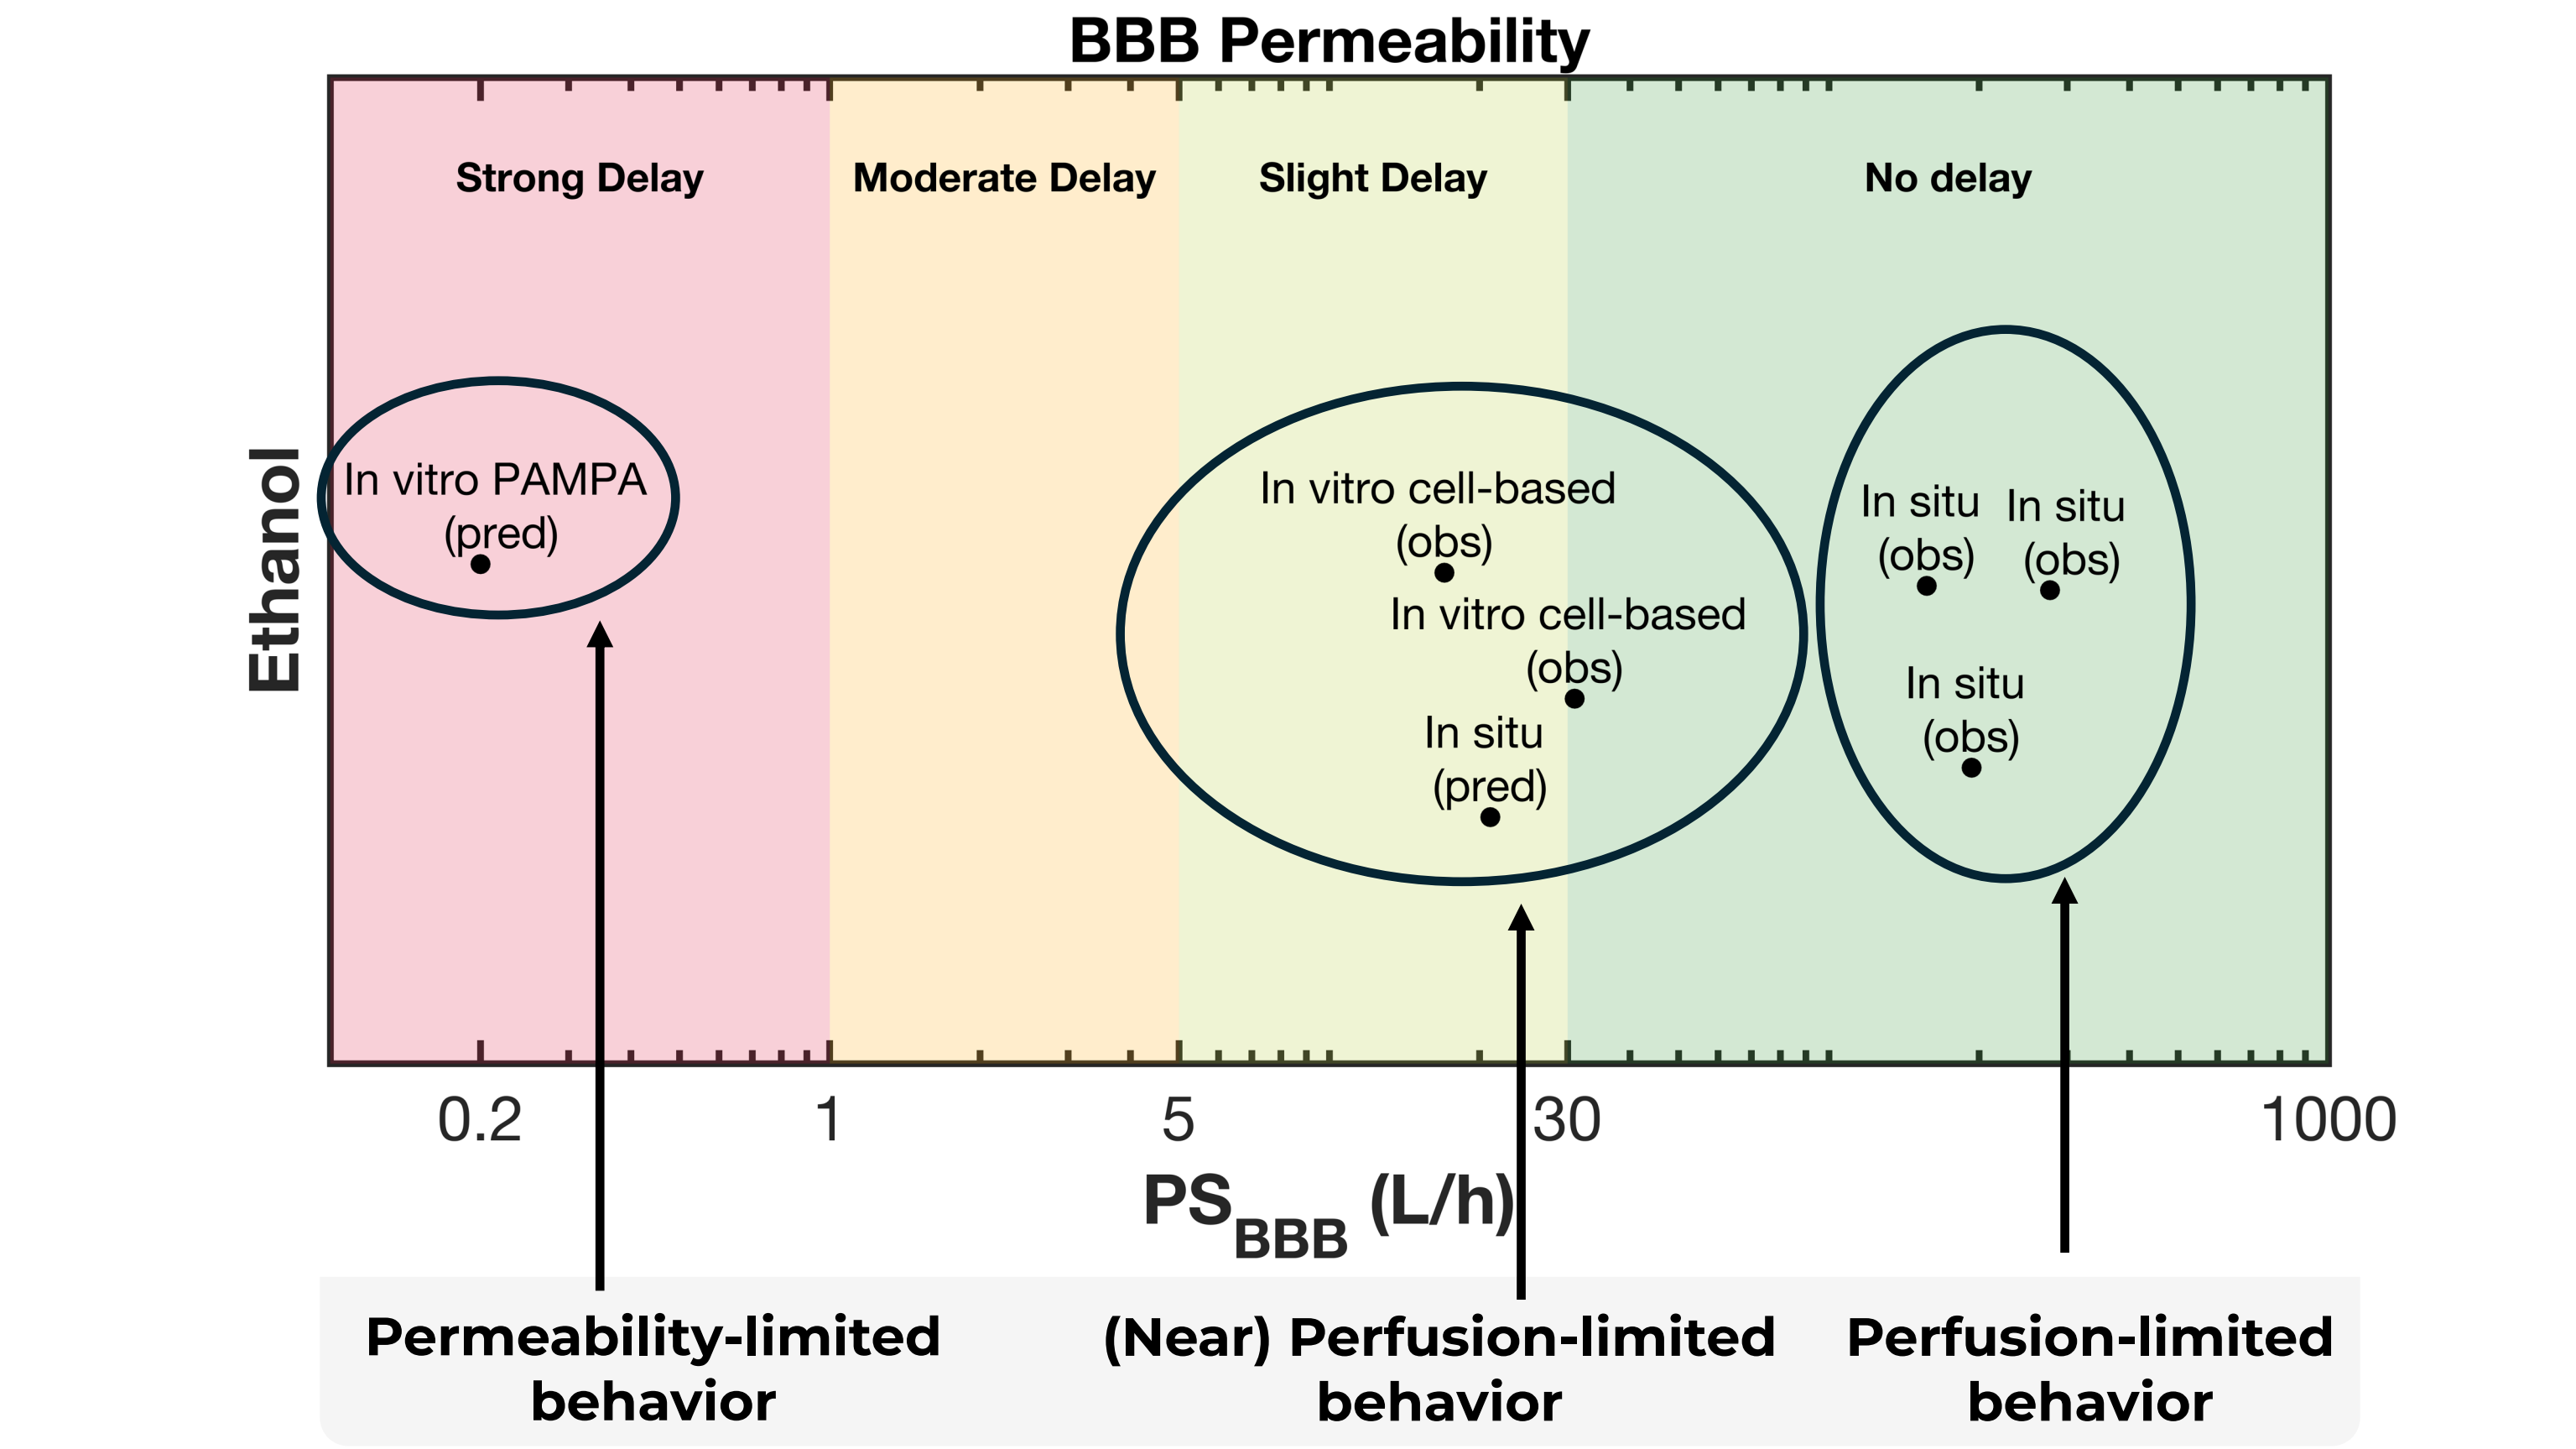 BBB Permeability
Strong Delay
Moderate Delay
Slight Delay
No delay
Ethanol
In vitro PAMPA
(pred)
In vitro cell-based
(obs)
In vitro cell-based
(obs)
In situ
(pred)
In situ
(obs)
In situ
(obs)
In situ
(obs)
0.2
1
5
30
1000
PSBBB (L/h)
Permeability-limited
behavior
(Near) Perfusion-limited
behavior
Perfusion-limited
behavior